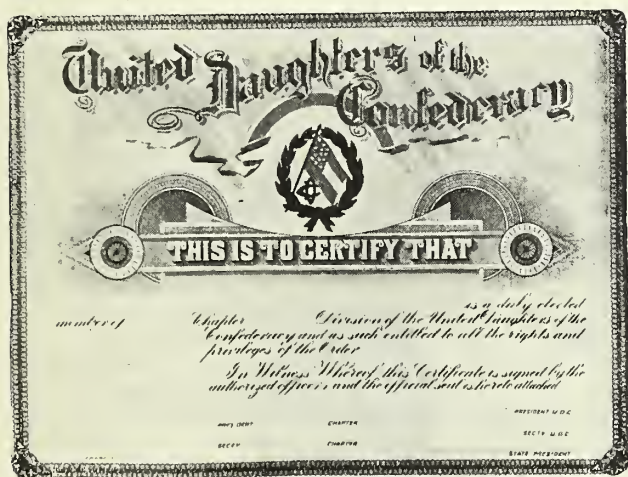 United Daughters of the
Confederacy
THIS IS TO CERTIFY THAT
is a duly elected
member of Chapter Division of the United Daughters of the
Confederacy and as such entitled to all the rights and
privileges of the Order
In Witness Whereof this Certificate is signed by the
authorized officers and the official seal is hereto attached
PRESIDENT CHAPTER PRESIDENT U D C
SECRY CHAPTER SECTY U D C
STATE PRESIDENT